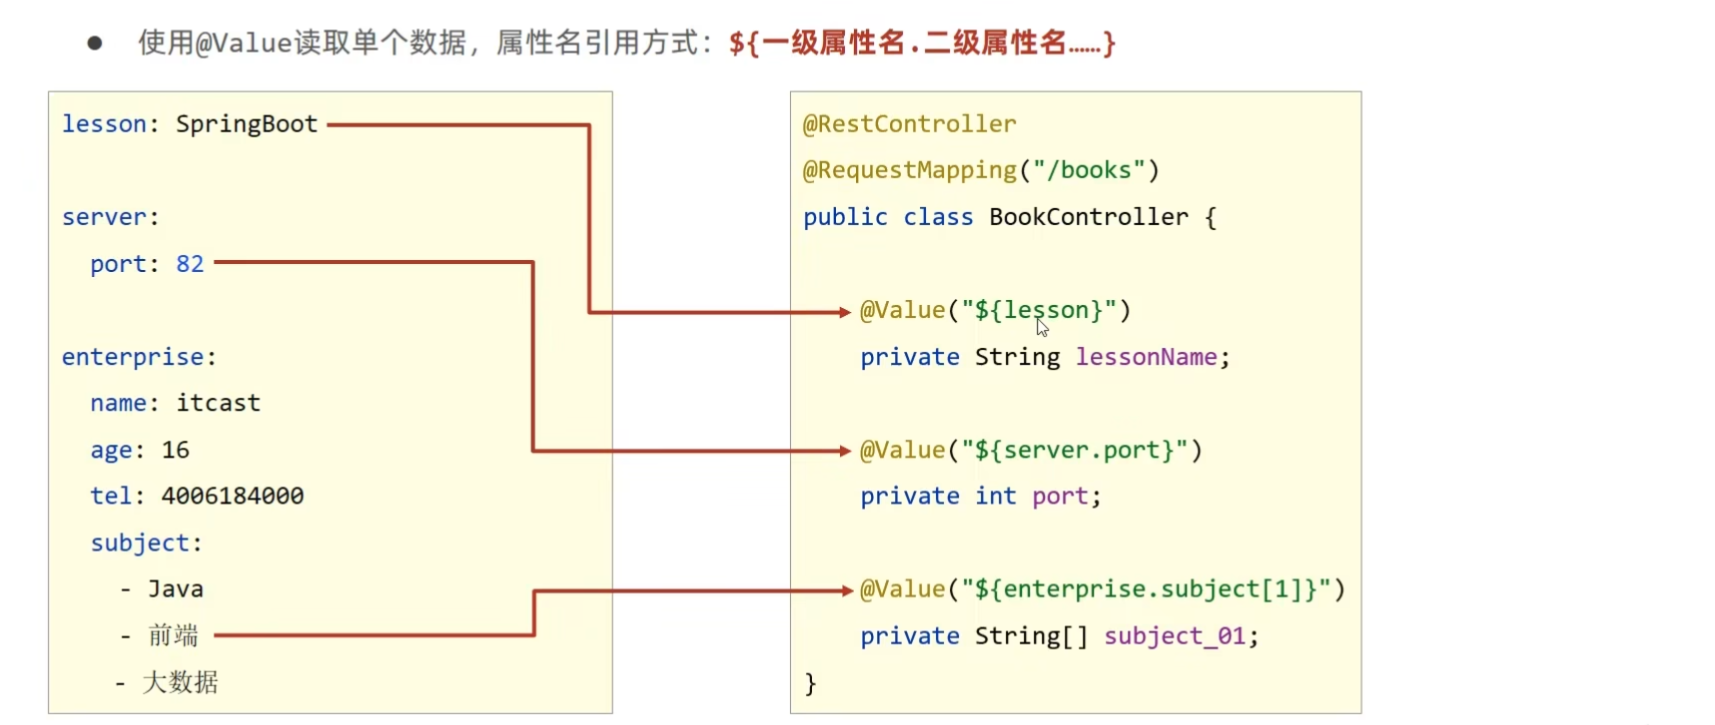 ● 使用@Value读取单个数据，属性名引用方式：${一级属性名.二级属性名……}
lesson: SpringBoot
server:
  port: 82
enterprise:
  name: itcast
  age: 16
  tel: 4006184000
  subject:
    - Java
    - 前端
    - 大数据
@RestController
@RequestMapping("/books")
public class BookController {
    @Value("${lesson}")
    private String lessonName;
    @Value("${server.port}")
    private int port;
    @Value("${enterprise.subject[1]}")
    private String[] subject_01;
}